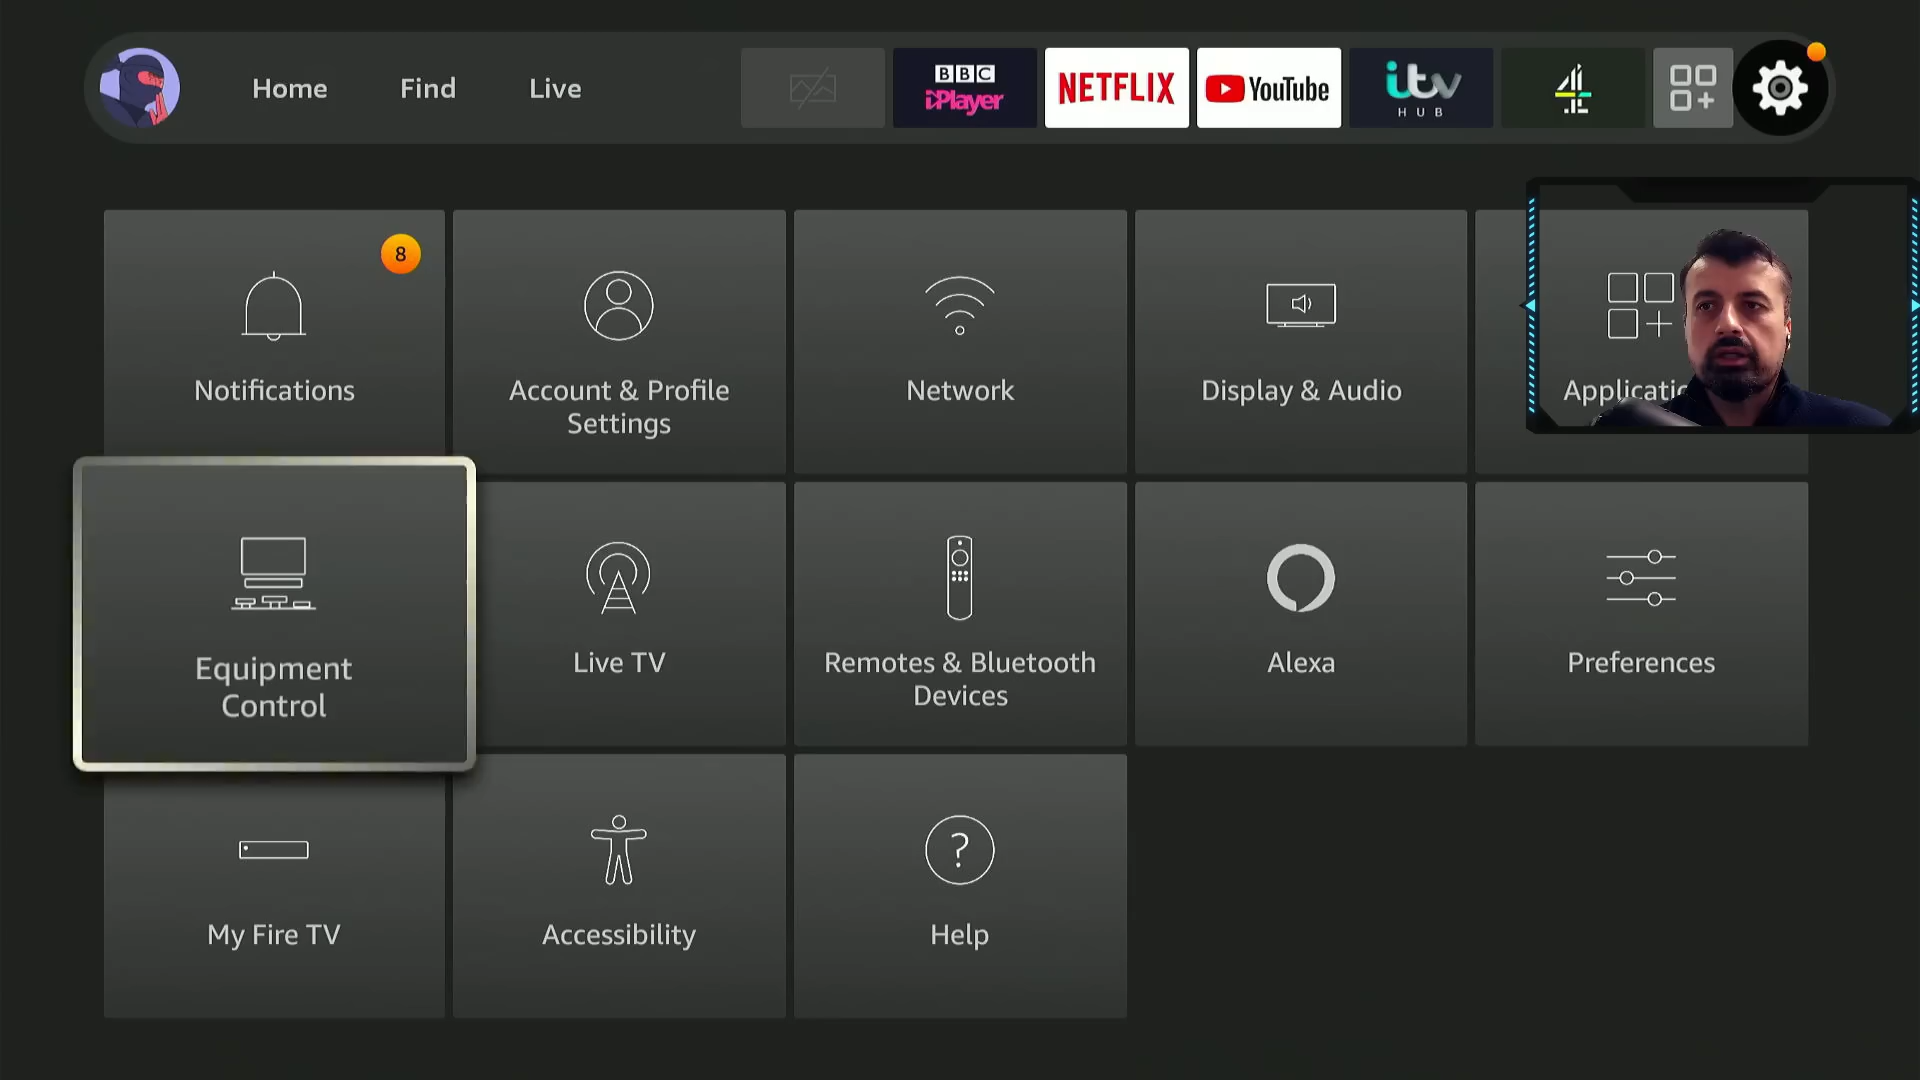 Home
Find
Live
BBC
iPlayer
NETFLIX
YouTube
itv
HUB
4
8
Notifications
Account & Profile
Settings
Network
Display & Audio
Equipment
Control
Live TV
Remotes & Bluetooth
Devices
Alexa
Preferences
My Fire TV
Accessibility
?
Help